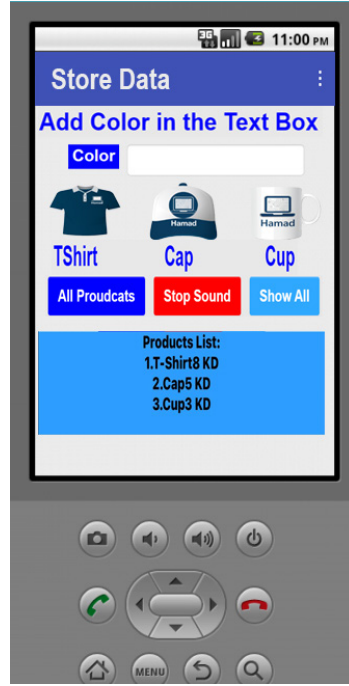 3G 11:00 PM
Store Data
Add Color in the Text Box
Color
Hamad Hamad Hamad
TShirt Cap Cup
All Proudcats Stop Sound Show All
Products List:
1.T-Shirt8 KD
2.Cap5 KD
3.Cup3 KD
MENU